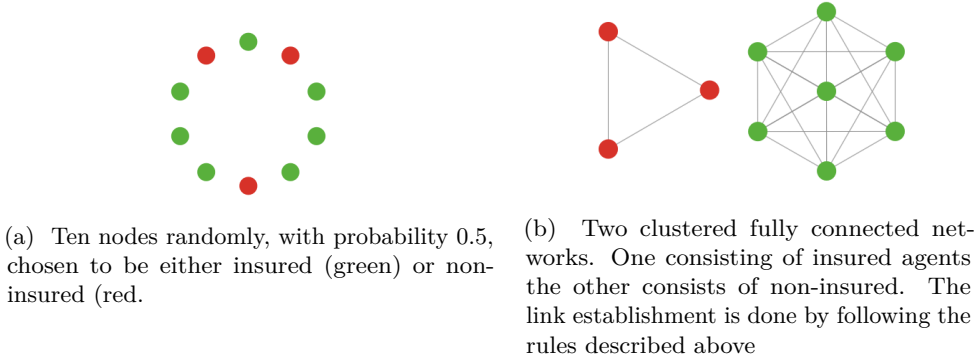 (a) Ten nodes randomly, with probability 0.5,
chosen to be either insured (green) or non-
insured (red.
(b) Two clustered fully connected net-
works. One consisting of insured agents
the other consists of non-insured. The
link establishment is done by following the
rules described above